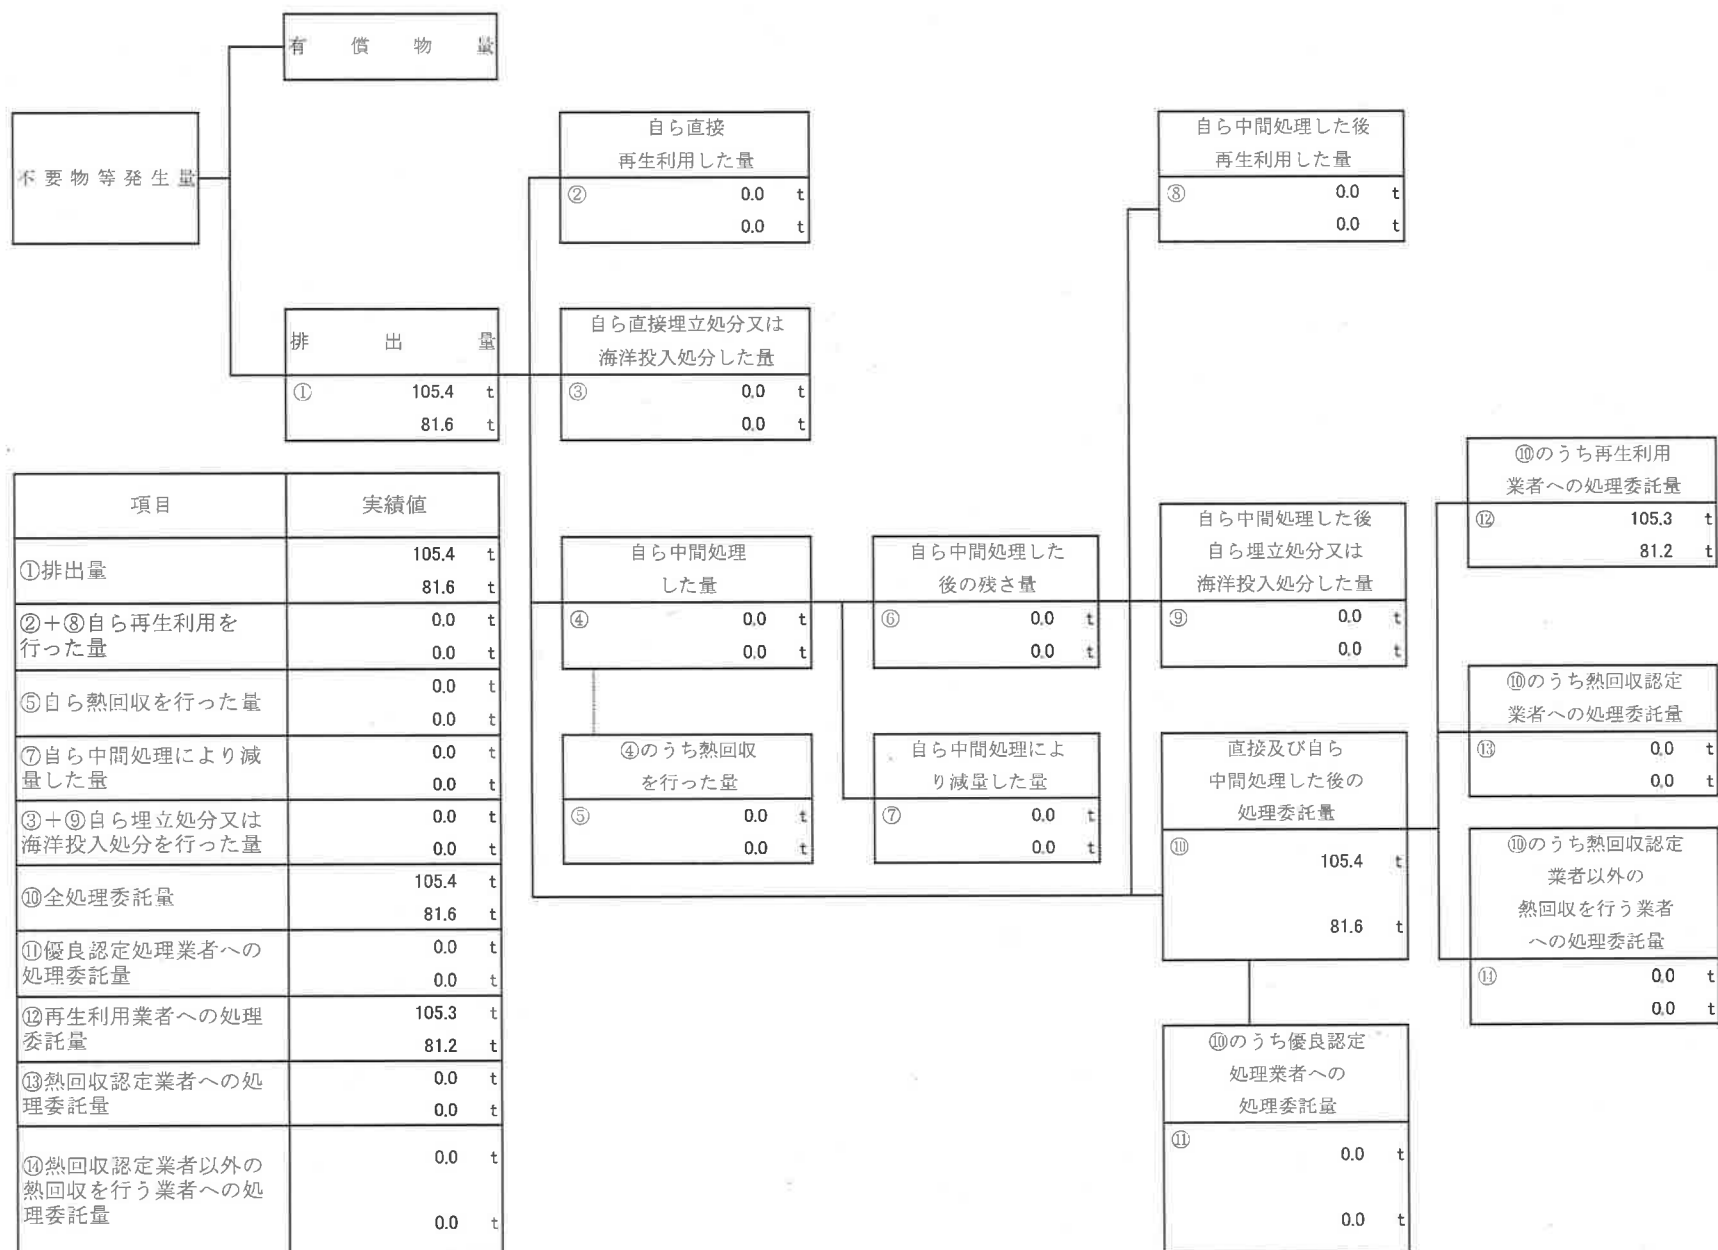 有償物量
不要物等発生量
排出量
① 105.4 t
81.6 t
自ら直接
再生利用した量
② 0.0 t
0.0 t
自ら直接埋立処分又は
海洋投入処分した量
③ 0.0 t
0.0 t
自ら中間処理
した量
④ 0.0 t
0.0 t
④のうち熱回収
を行った量
⑤ 0.0 t
0.0 t
自ら中間処理した
後の残さ量
⑥ 0.0 t
0.0 t
自ら中間処理によ
り減量した量
⑦ 0.0 t
0.0 t
自ら中間処理した後
再生利用した量
⑧ 0.0 t
0.0 t
自ら中間処理した後
自ら埋立処分又は
海洋投入処分した量
⑨ 0.0 t
0.0 t
直接及び自ら
中間処理した後の
処理委託量
⑩ 105.4 t
81.6 t
⑩のうち優良認定
処理業者への
処理委託量
⑪ 0.0 t
0.0 t
⑩のうち再生利用
業者への処理委託量
⑫ 105.3 t
81.2 t
⑩のうち熱回収認定
業者への処理委託量
⑬ 0.0 t
0.0 t
⑩のうち熱回収認定
業者以外の
熱回収を行う業者
への処理委託量
⑭ 0.0 t
0.0 t
項目 実績値
①排出量
105.4 t
81.6 t
②＋⑧自ら再生利用を
行った量
0.0 t
0.0 t
⑤自ら熱回収を行った量
0.0 t
0.0 t
⑦自ら中間処理により減
量した量
0.0 t
0.0 t
③＋⑨自ら埋立処分又は
海洋投入処分を行った量
0.0 t
0.0 t
⑩全処理委託量
105.4 t
81.6 t
⑪優良認定処理業者への
処理委託量
0.0 t
0.0 t
⑫再生利用業者への処理
委託量
105.3 t
81.2 t
⑬熱回収認定業者への処
理委託量
0.0 t
0.0 t
⑭熱回収認定業者以外の
熱回収を行う業者への処
理委託量
0.0 t
0.0 t